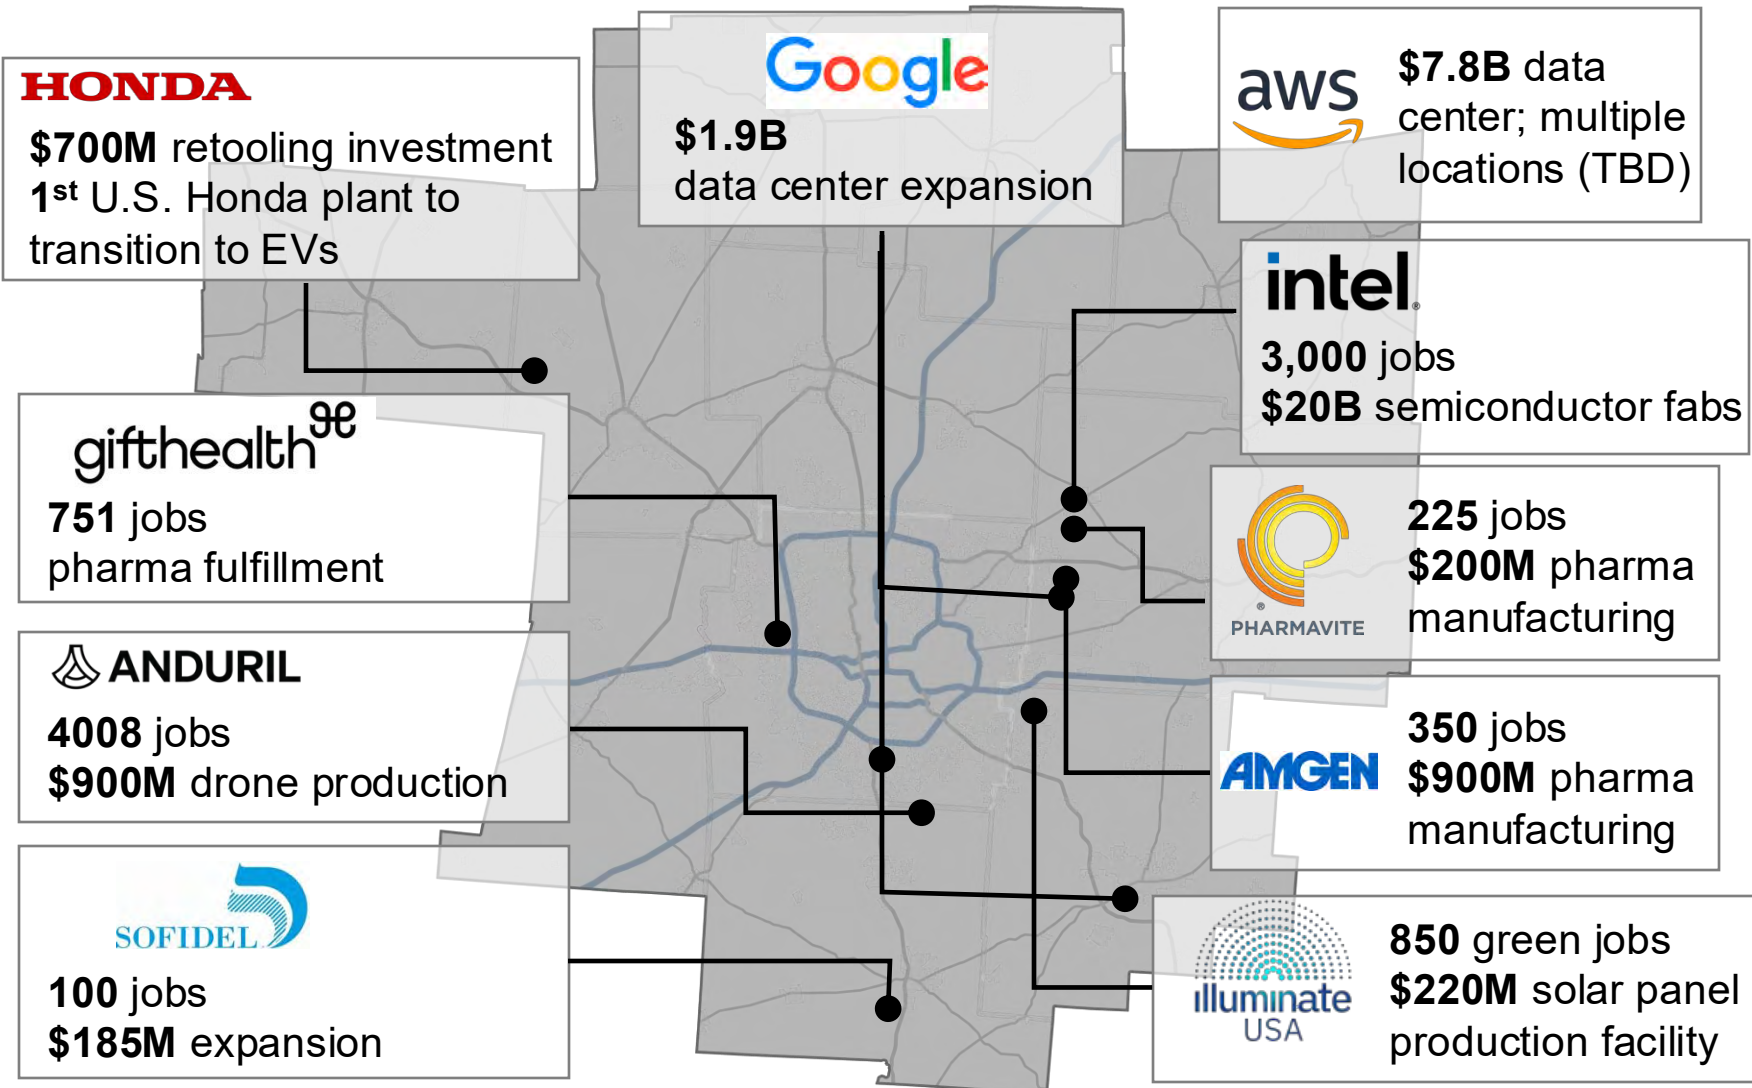 HONDA
$700M retooling investment
1st U.S. Honda plant to
transition to EVs
Google
$1.9B
data center expansion
aws
$7.8B data
center; multiple
locations (TBD)
intel®
3,000 jobs
$20B semiconductor fabs
gifthealth
751 jobs
pharma fulfillment
®
PHARMAVITE
225 jobs
$200M pharma
manufacturing
ANDURIL
4008 jobs
$900M drone production
AMGEN
350 jobs
$900M pharma
manufacturing
SOFIDEL
100 jobs
$185M expansion
illuminate
USA
850 green jobs
$220M solar panel
production facility